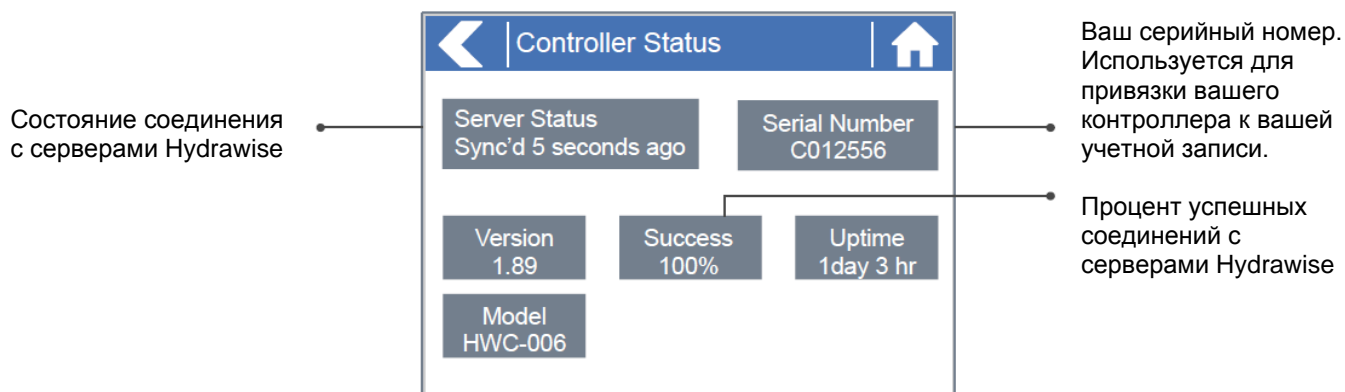 Controller Status
Состояние соединения
с серверами Hydrawise
Server Status
Sync'd 5 seconds ago
Serial Number
C012556
Ваш серийный номер.
Используется для
привязки вашего
контроллера к вашей
учетной записи.
Version
1.89
Success
100%
Uptime
1day 3 hr
Процент успешных
соединений с
серверами Hydrawise
Model
HWC-006